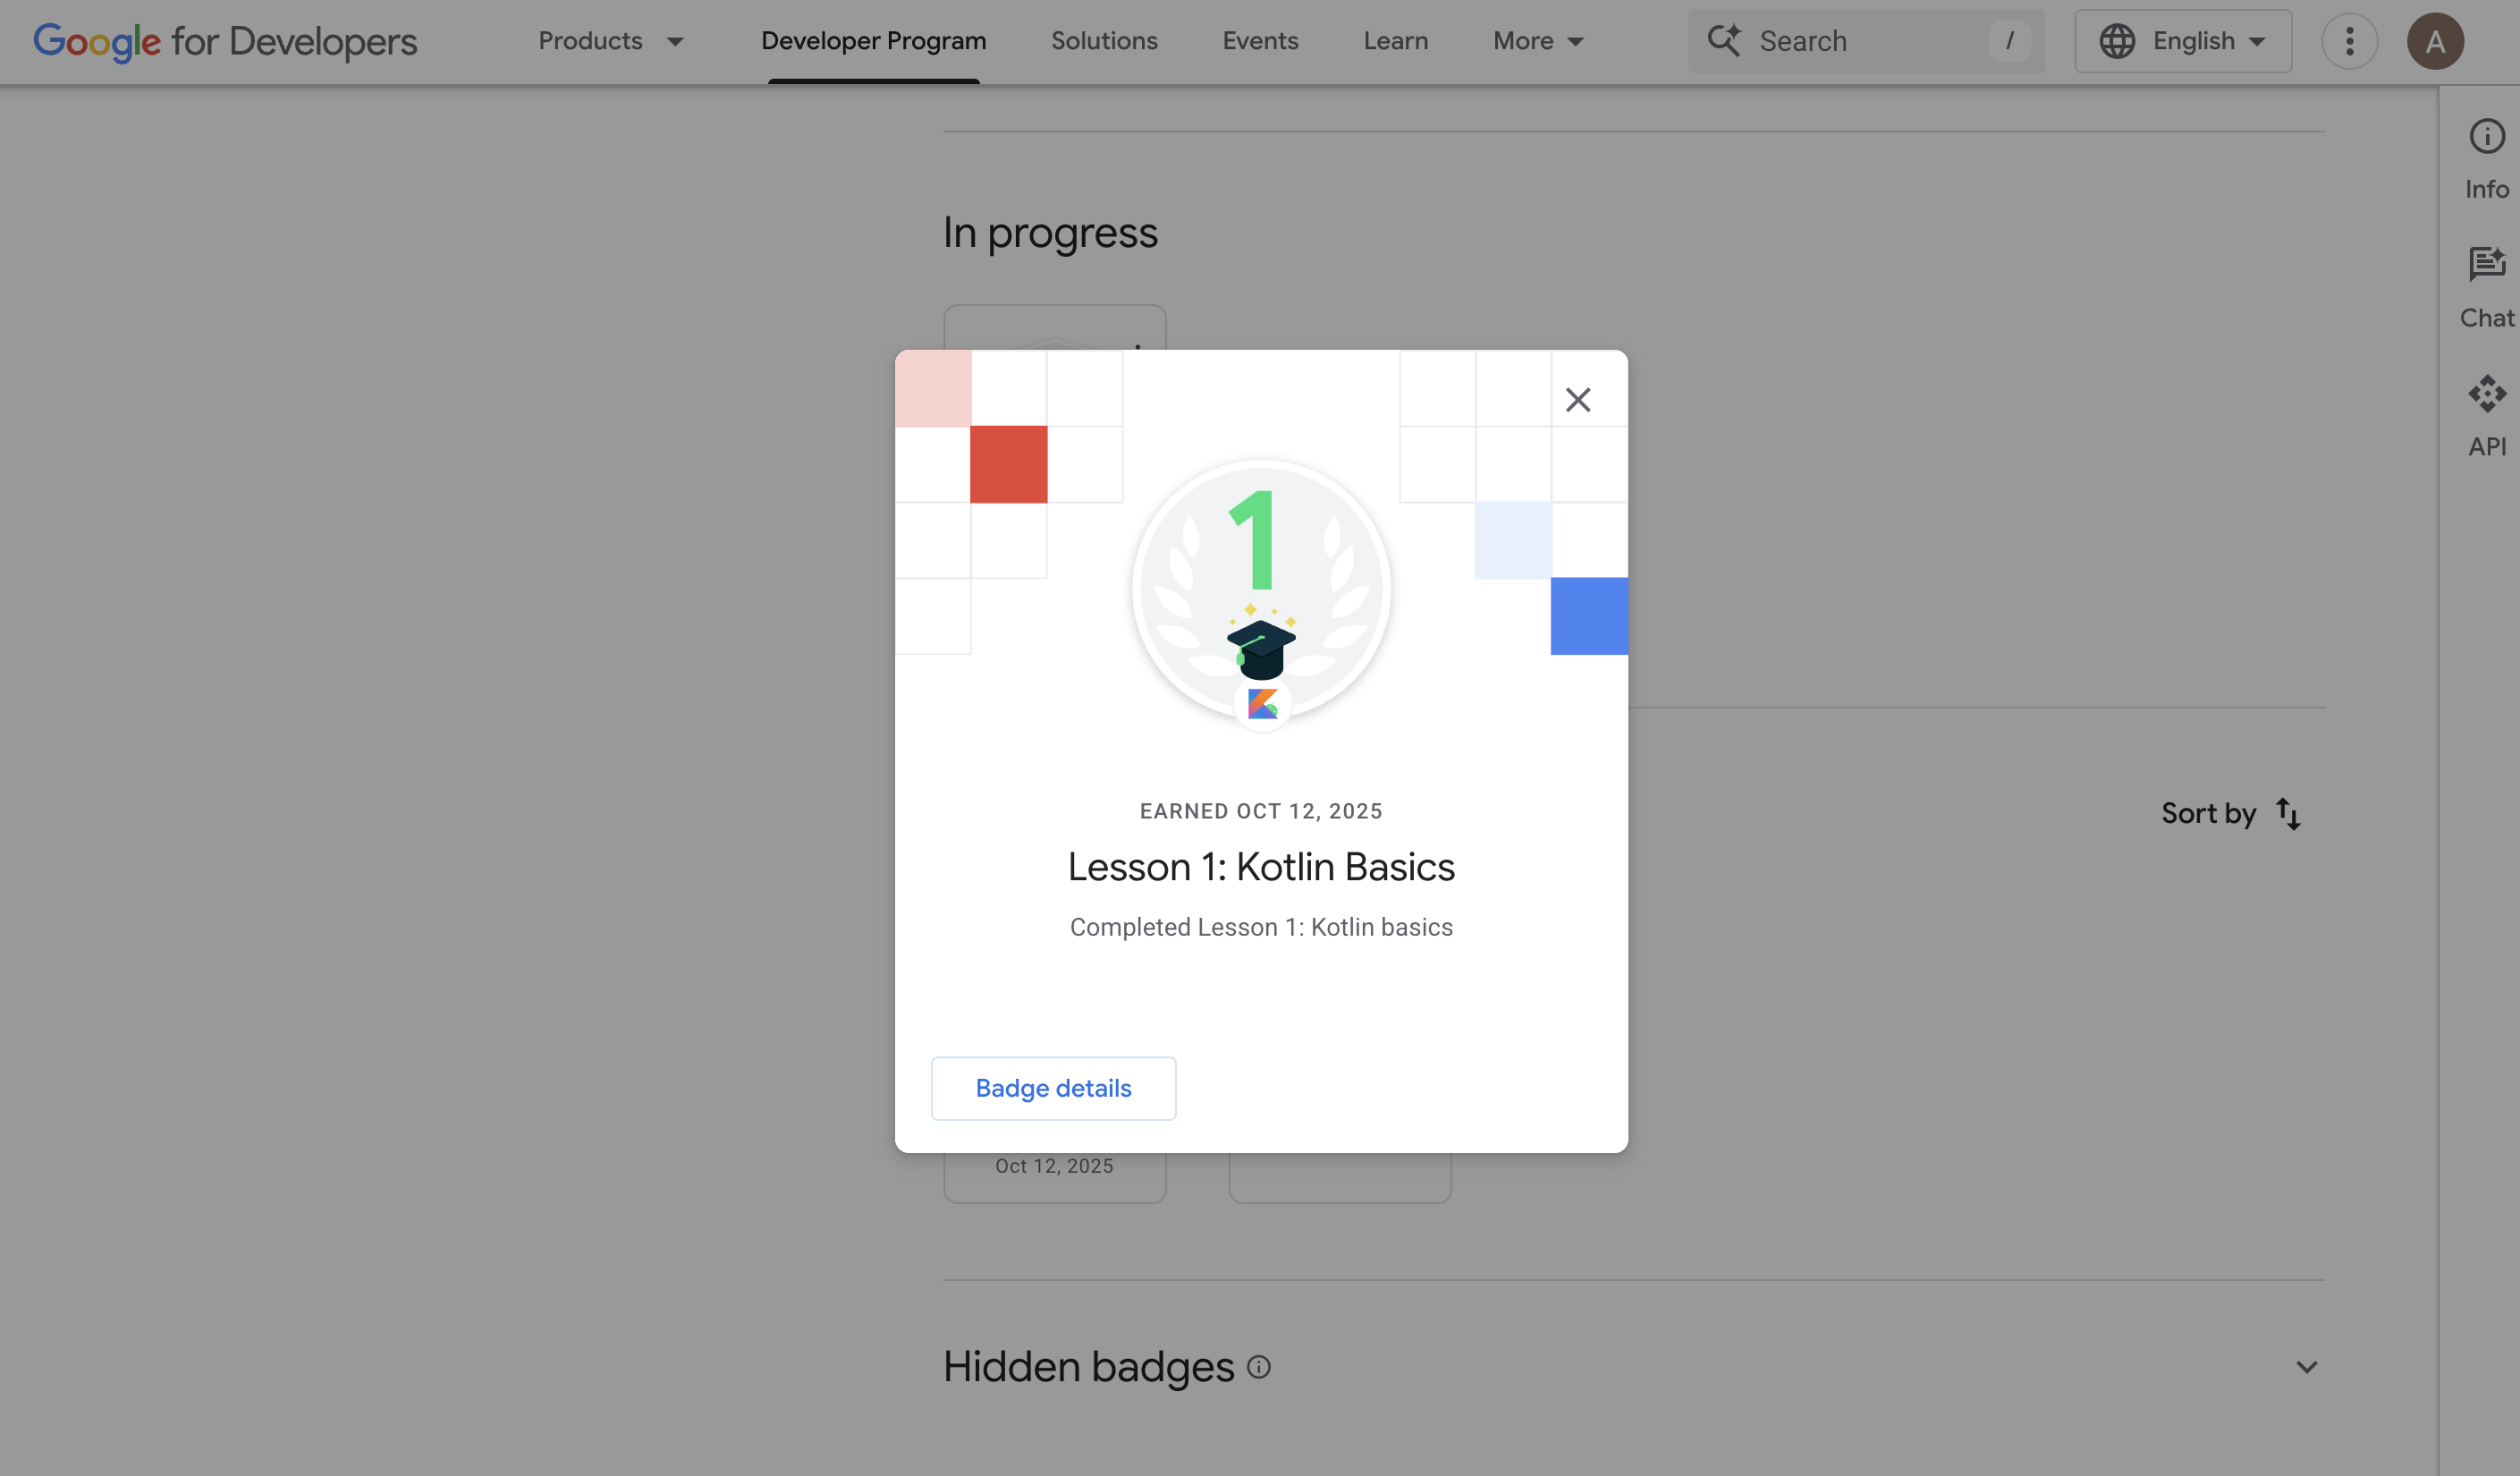 Google for Developers
Products
Developer Program
Solutions
Events
Learn
More
Search
/
English
A
Info
Chat
API
In progress
1
EARNED OCT 12, 2025
Lesson 1: Kotlin Basics
Completed Lesson 1: Kotlin basics
Badge details
Sort by
Oct 12, 2025
Hidden badges